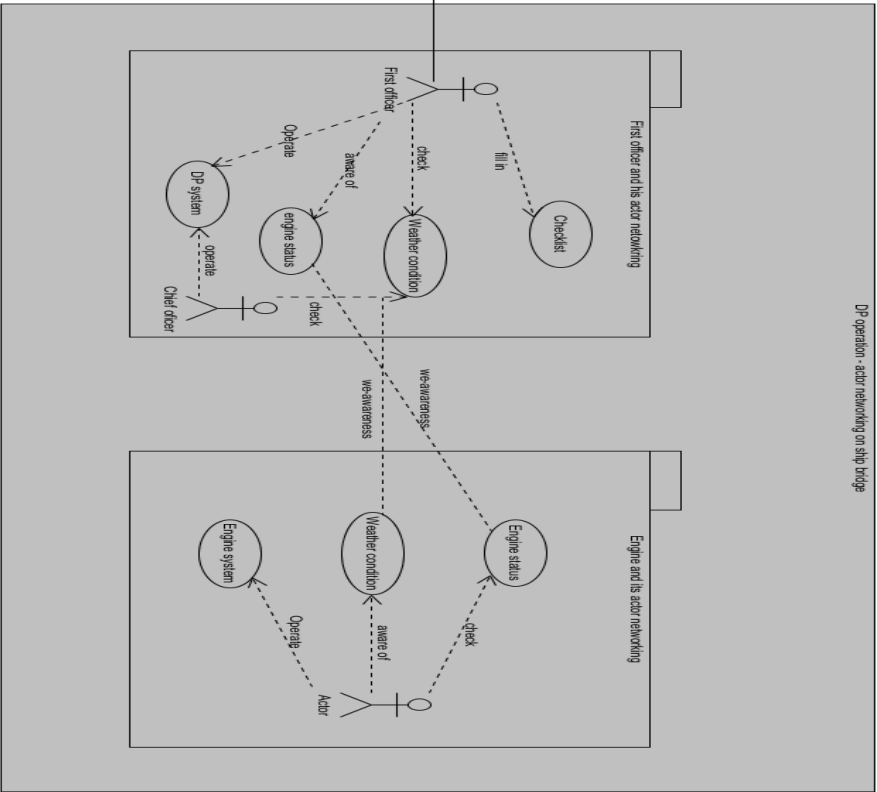 DP operation - actor networking on ship bridge
First officer and his actor netowkring
Checklist
fill in
Weather condition
check
First officer
aware of
engine status
Operate
DP system
operate
Chief oficer
check
we-awareness
we-awareness
Engine and its actor networking
Engine status
check
Weather condition
aware of
Engine system
Operate
Actor